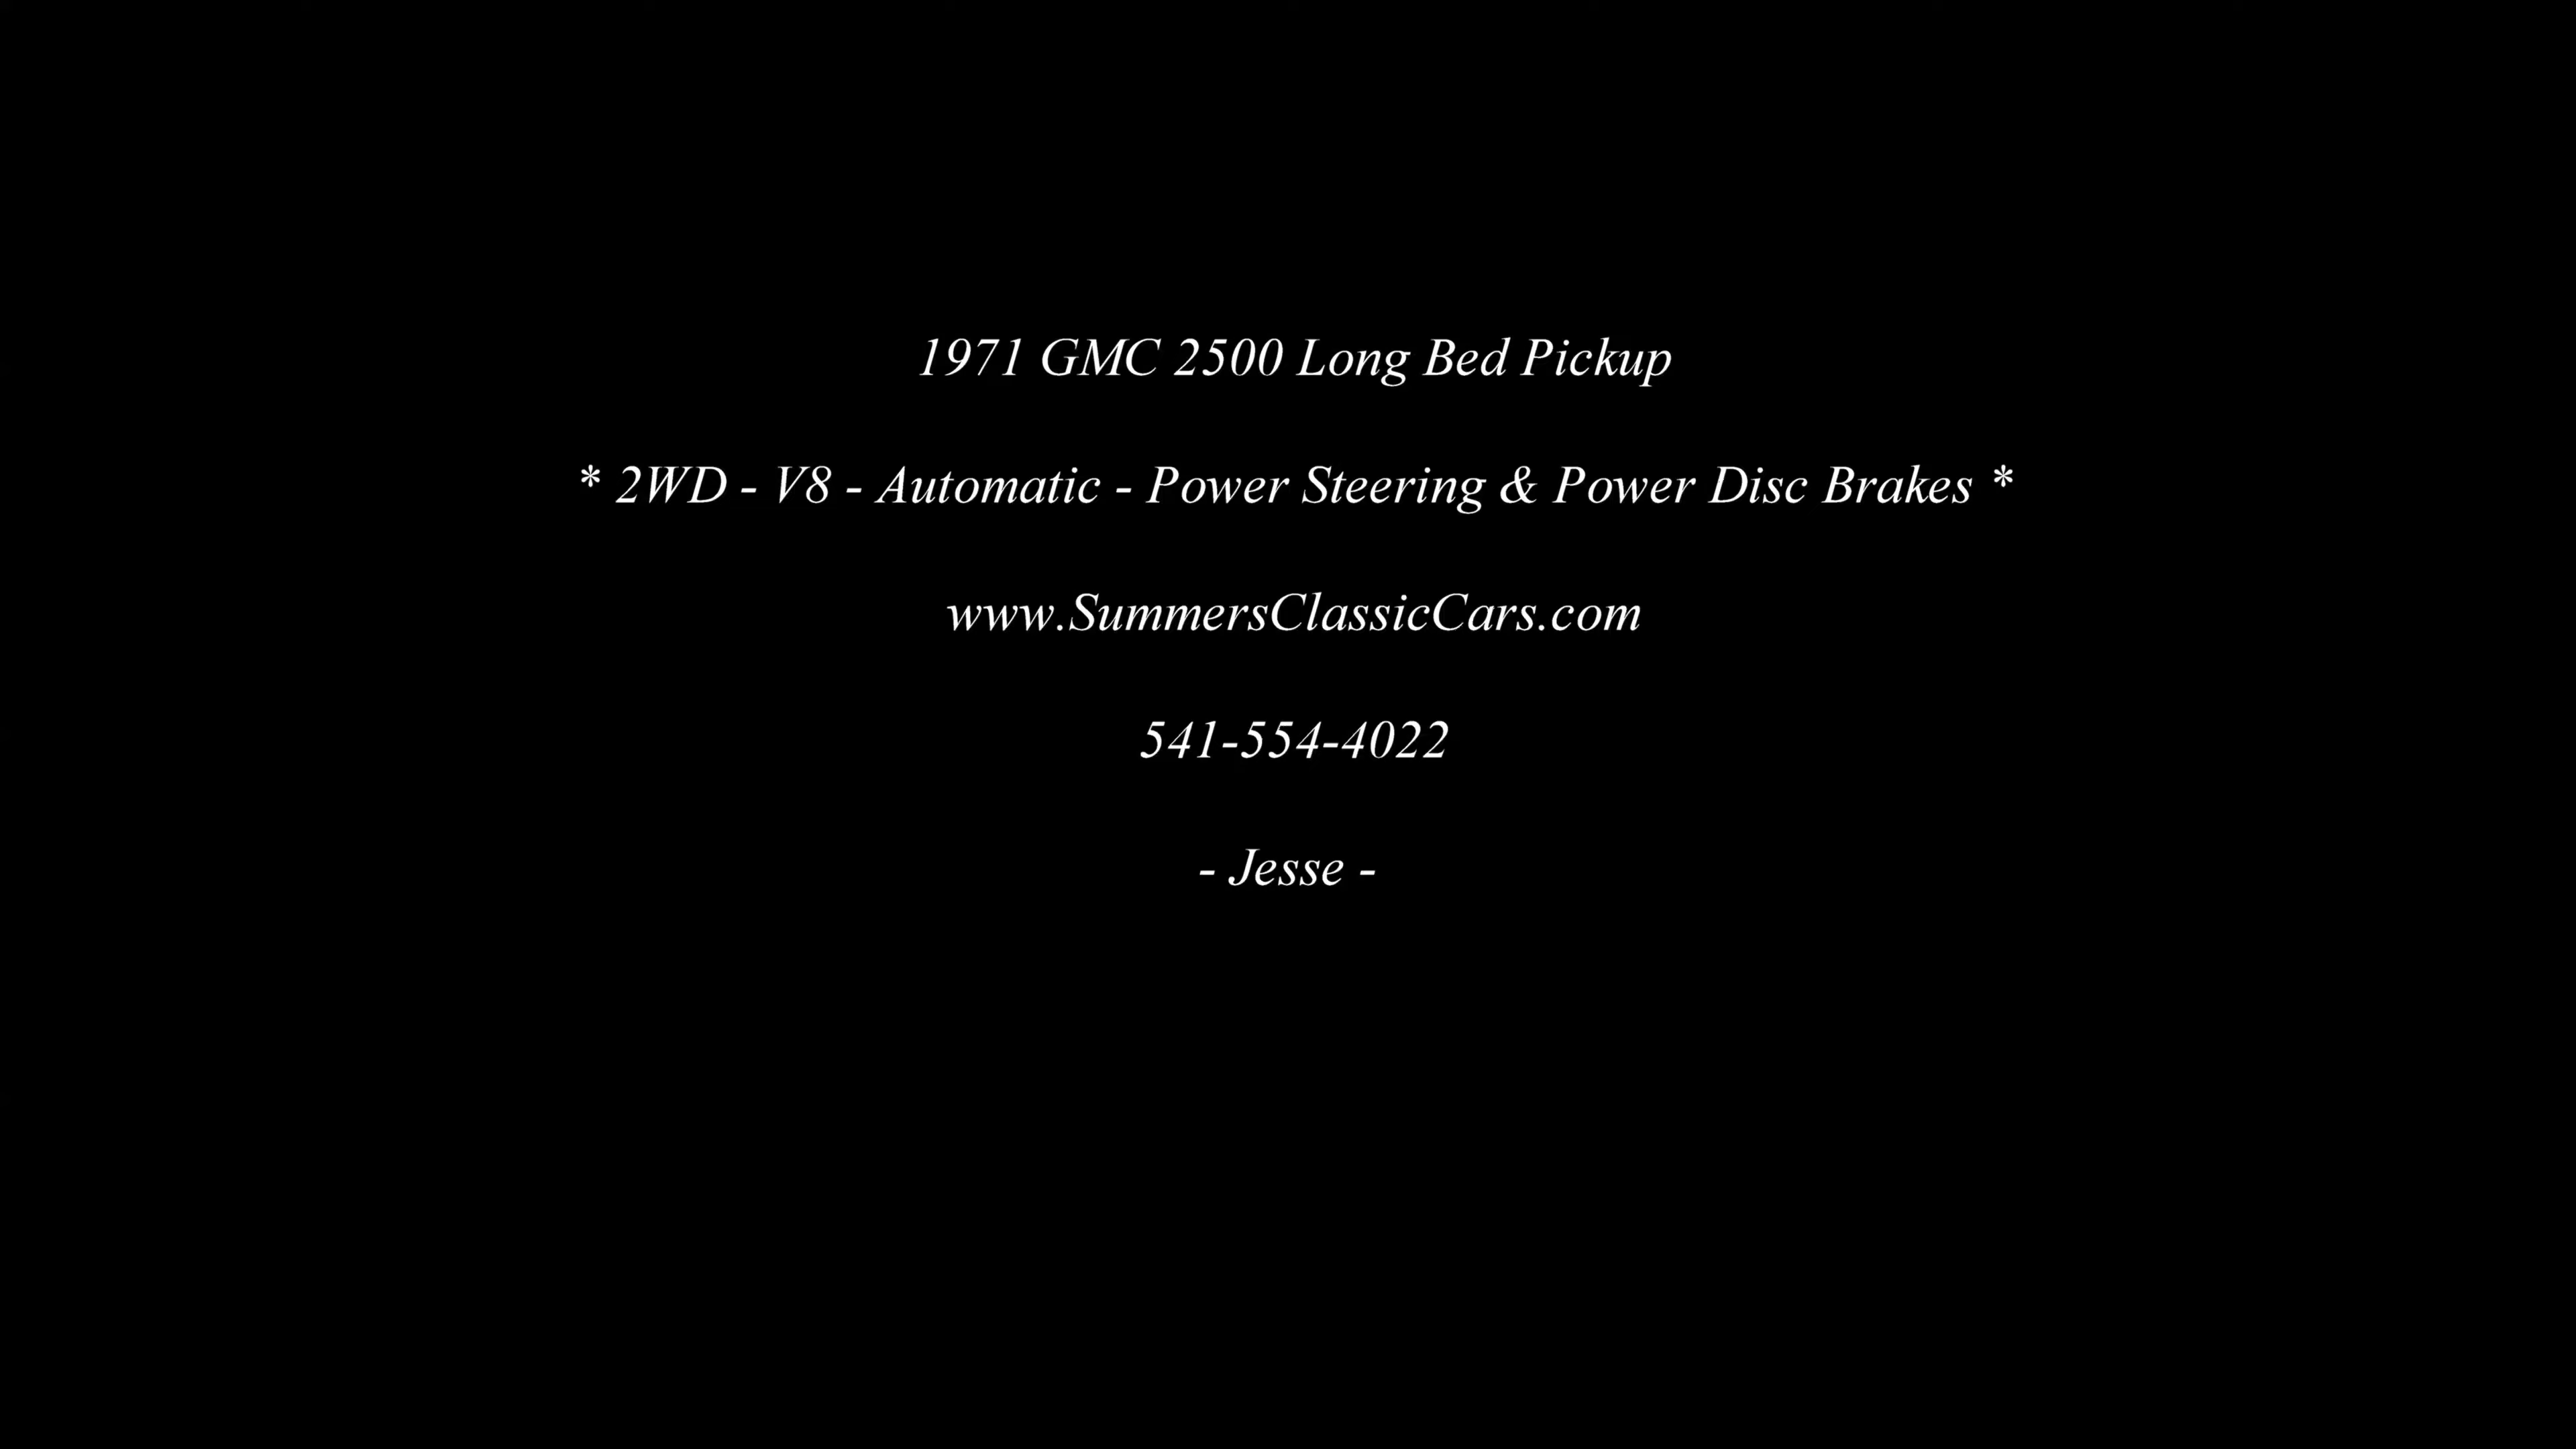 1971 GMC 2500 Long Bed Pickup
* 2WD - V8 - Automatic - Power Steering & Power Disc Brakes *
www.SummersClassicCars.com
541-554-4022
- Jesse -